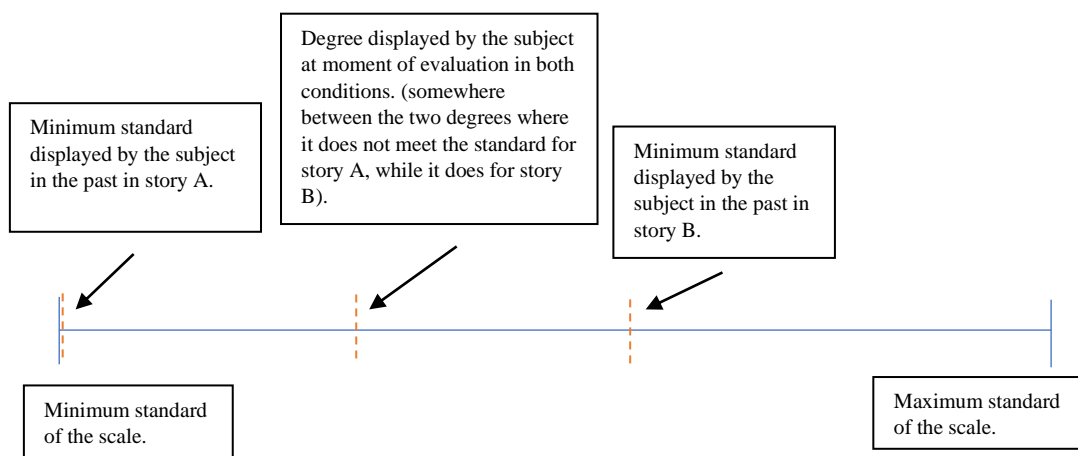 Degree displayed by the subject
at moment of evaluation in both
conditions. (somewhere
between the two degrees where
it does not meet the standard for
story A, while it does for story
B).
Minimum standard
displayed by the subject
in the past in story A.
Minimum standard
displayed by the
subject in the past in
story B.
Minimum standard
of the scale.
Maximum standard
of the scale.